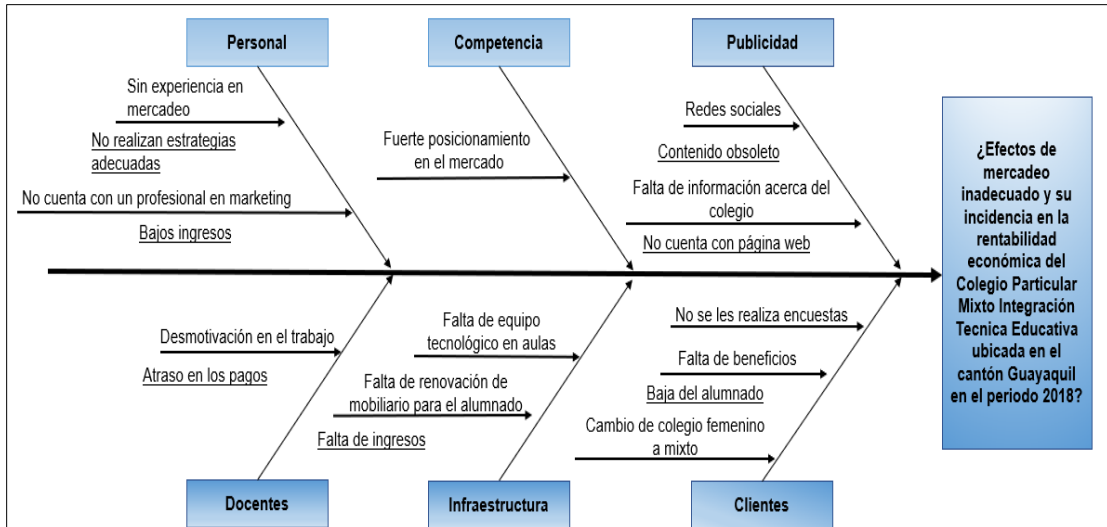 Personal
Competencia
Publicidad
Sin experiencia en
mercadeo
No realizan estrategias
adecuadas
No cuenta con un profesional en marketing
Bajos ingresos
Fuerte posicionamiento
en el mercado
Redes sociales
Contenido obsoleto
Falta de información acerca del
colegio
No cuenta con página web
¿Efectos de
mercadeo
inadecuado y su
incidencia en la
rentabilidad
económica del
Colegio Particular
Mixto Integración
Tecnica Educativa
ubicada en el
cantón Guayaquil
en el periodo 2018?
Desmotivación en el trabajo
Atraso en los pagos
Falta de equipo
tecnológico en aulas
Falta de renovación de
mobiliario para el alumnado
Falta de ingresos
No se les realiza encuestas
Falta de beneficios
Baja del alumnado
Cambio de colegio femenino
a mixto
Docentes
Infraestructura
Clientes